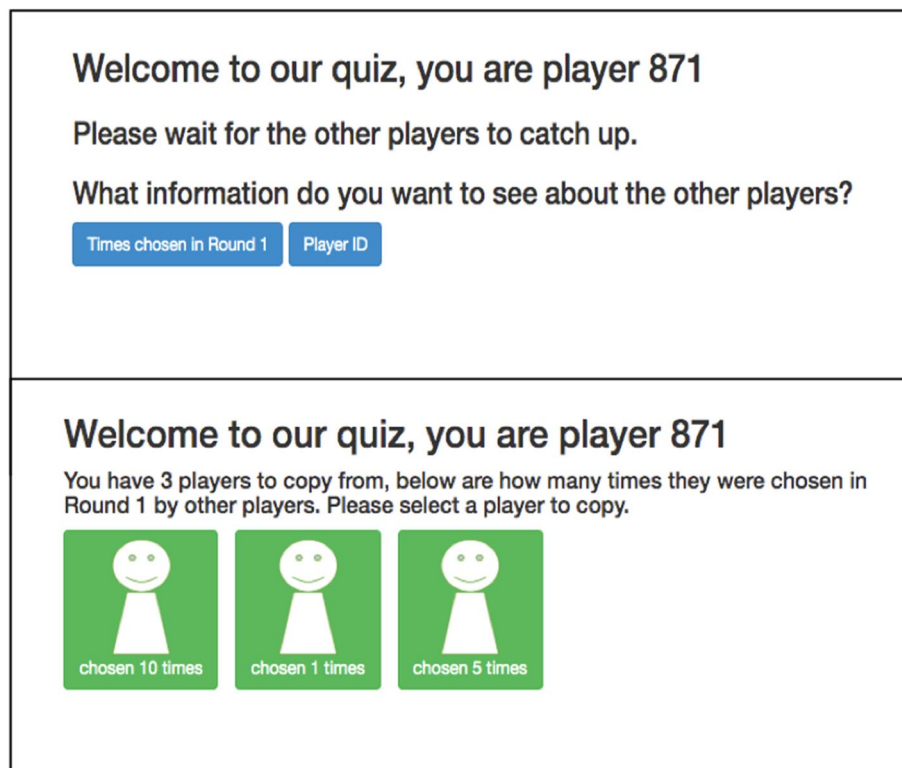 Welcome to our quiz, you are player 871
Please wait for the other players to catch up.
What information do you want to see about the other players?
Times chosen in Round 1 Player ID
Welcome to our quiz, you are player 871
You have 3 players to copy from, below are how many times they were chosen in
Round 1 by other players. Please select a player to copy.
chosen 10 times chosen 1 times chosen 5 times